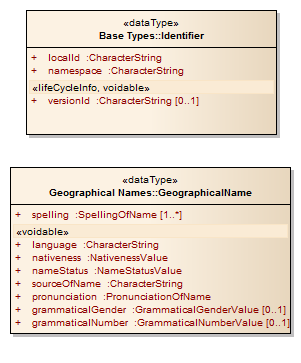 «dataType»
Base Types::Identifier
+ localId :CharacterString
+ namespace :CharacterString
«lifeCycleInfo, voidable»
+ versionId :CharacterString [0..1]
«dataType»
Geographical Names::GeographicalName
+ spelling :SpellingOfName [1..*]
«voidable»
+ language :CharacterString
+ nativeness :NativenessValue
+ nameStatus :NameStatusValue
+ sourceOfName :CharacterString
+ pronunciation :PronunciationOfName
+ grammaticalGender :GrammaticalGenderValue [0..1]
+ grammaticalNumber :GrammaticalNumberValue [0..1]